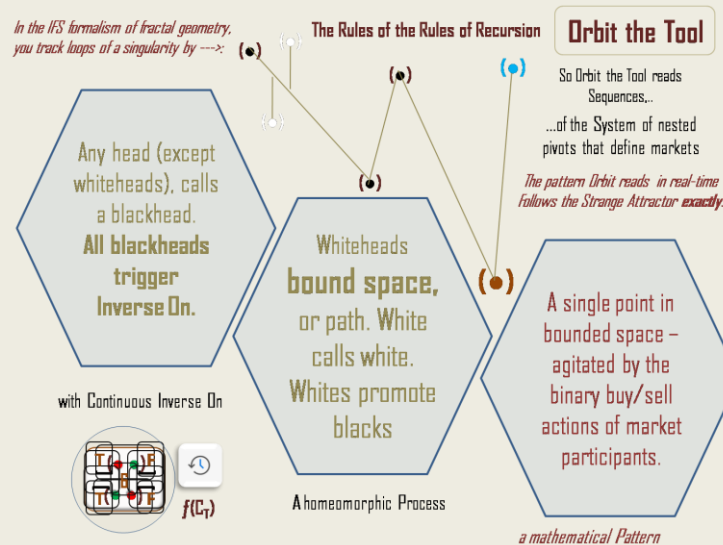 In the IFS formalism of fractal geometry,
you track loops of a singularity by --->:
The Rules of the Rules of Recursion
Orbit the Tool
So Orbit the Tool reads
Sequences,..
...of the System of nested
pivots that define markets
The pattern Orbit reads in real-time
Follows the Strange Attractor exactly.
Any head (except
whiteheads), calls
a blackhead.
All blackheads
trigger
Inverse On.
Whiteheads
bound space,
or path. White
calls white.
Whites promote
blacks
A single point in
bounded space –
agitated by the
binary buy/sell
actions of market
participants.
with Continuous Inverse On
T F
T F
f(CT)
A homeomorphic Process
a mathematical Pattern